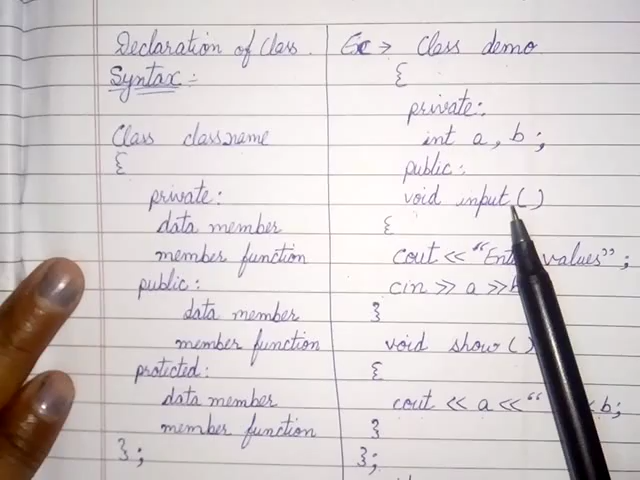 Declaration of Class.
Syntax:-
Class classname
{
private:
data member
member function
public:
data member
member function
protected:
data member
member function
};
Ex → Class demo
{
private:
int a, b;
public:
void input()
{
cout << "Enter values";
cin >> a >> b
}
void show()
{
cout << a << " << b;
}
};